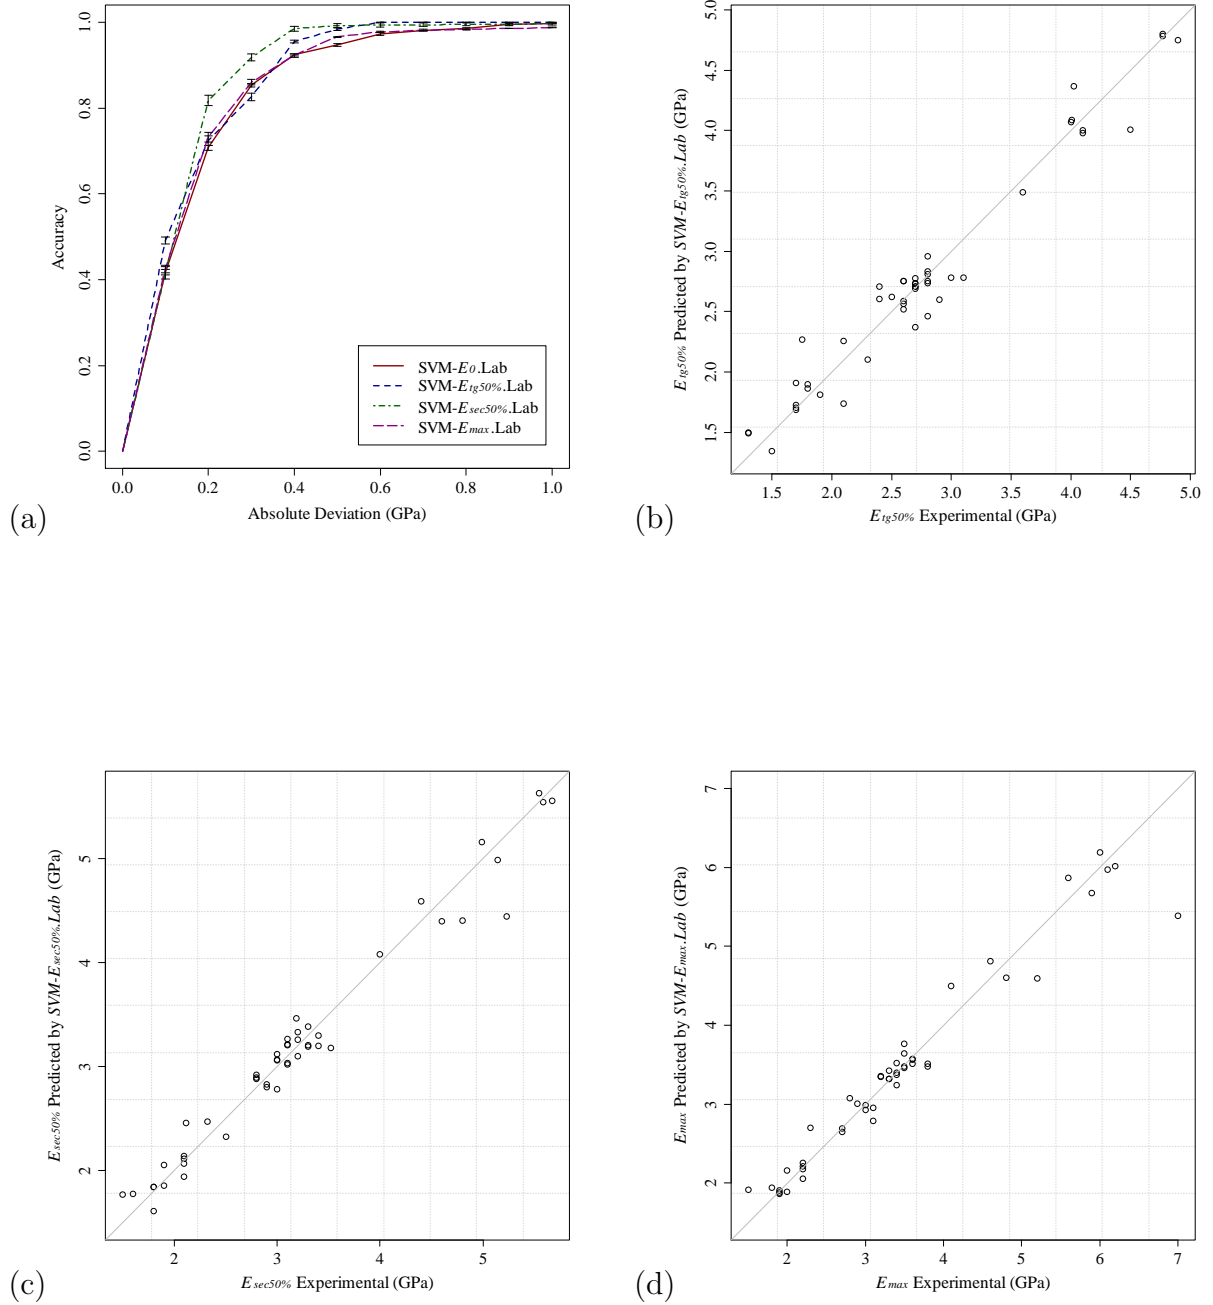 1.0
0.8
0.6
0.4
0.2
0.0
Accuracy
SVM-E0.Lab
SVM-Etg50%.Lab
SVM-Esec50%.Lab
SVM-Emax.Lab
0.0 0.2 0.4 0.6 0.8 1.0
Absolute Deviation (GPa)
(a)
5.0
4.5
4.0
3.5
3.0
2.5
2.0
1.5
Etg50% Predicted by SVM-Etg50%.Lab (GPa)
1.5 2.0 2.5 3.0 3.5 4.0 4.5 5.0
Etg50% Experimental (GPa)
(b)
5
4
3
2
Esec50% Predicted by SVM-Esec50%.Lab (GPa)
2 3 4 5
Esec50% Experimental (GPa)
(c)
7
6
5
4
3
2
Emax Predicted by SVM-Emax.Lab (GPa)
2 3 4 5 6 7
Emax Experimental (GPa)
(d)